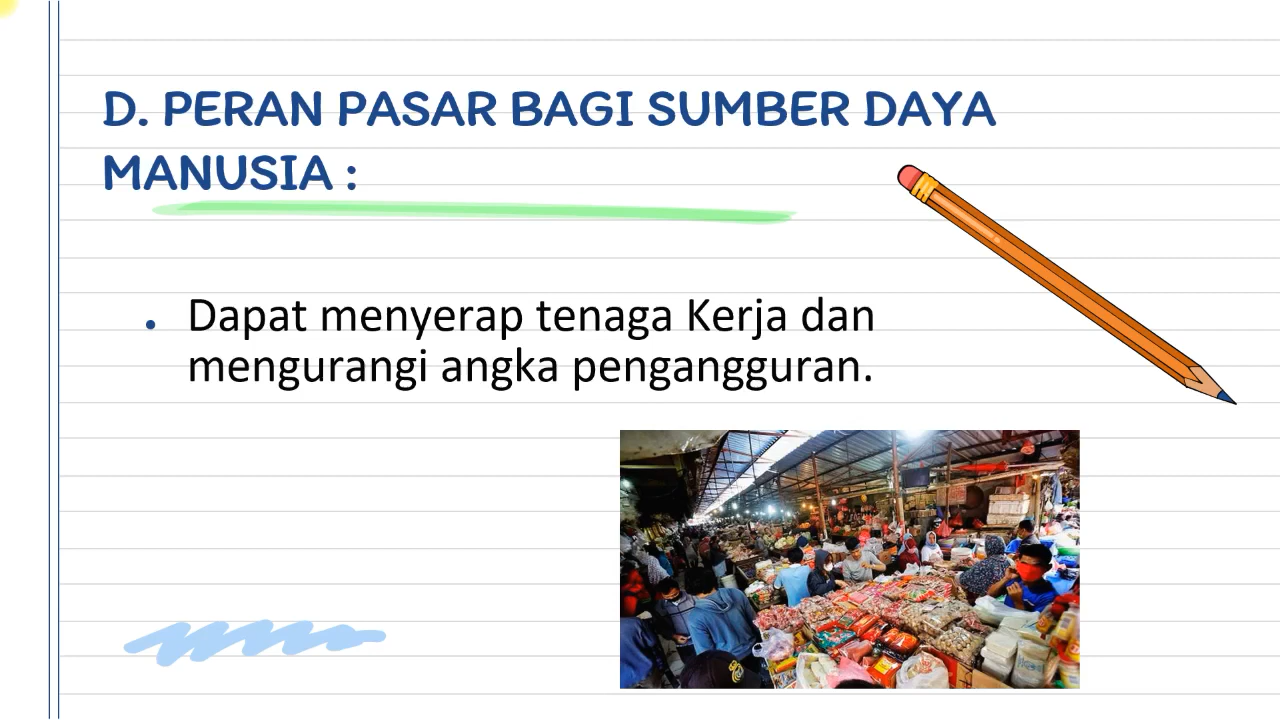 D. PERAN PASAR BAGI SUMBER DAYA
MANUSIA :
• Dapat menyerap tenaga Kerja dan
mengurangi angka pengangguran.